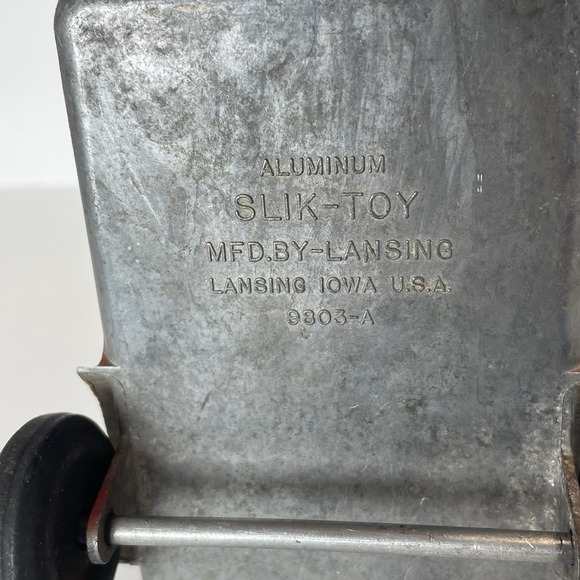 ALUMINUM
SLIK-TOY
MFD.BY-LANSING
LANSING IOWA U.S.A.
9803-A